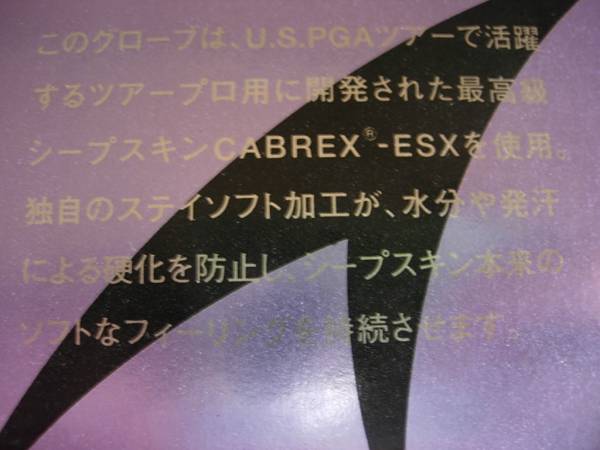 このグローブは、U.S.PGAツアーで活躍
するツアープロ用に開発された最高級
シープスキンCABREX®-ESXを使用。
独自のステイソフト加工が、水分や発汗
による硬化を防止し、シープスキン本来の
ソフトなフィーリングを持続させます。